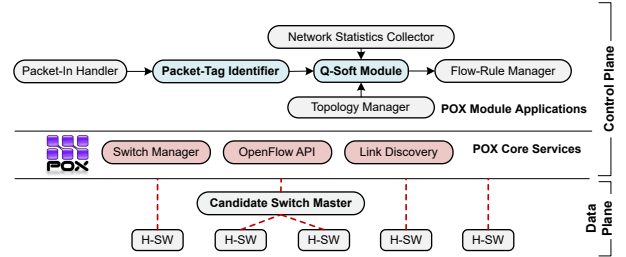 Network Statistics Collector
Packet-In Handler
Packet-Tag Identifier
Q-Soft Module
Flow-Rule Manager
Topology Manager
POX Module Applications
Control Plane
POX
Switch Manager
OpenFlow API
Link Discovery
POX Core Services
Candidate Switch Master
H-SW
H-SW
H-SW
H-SW
H-SW
Data
Plane